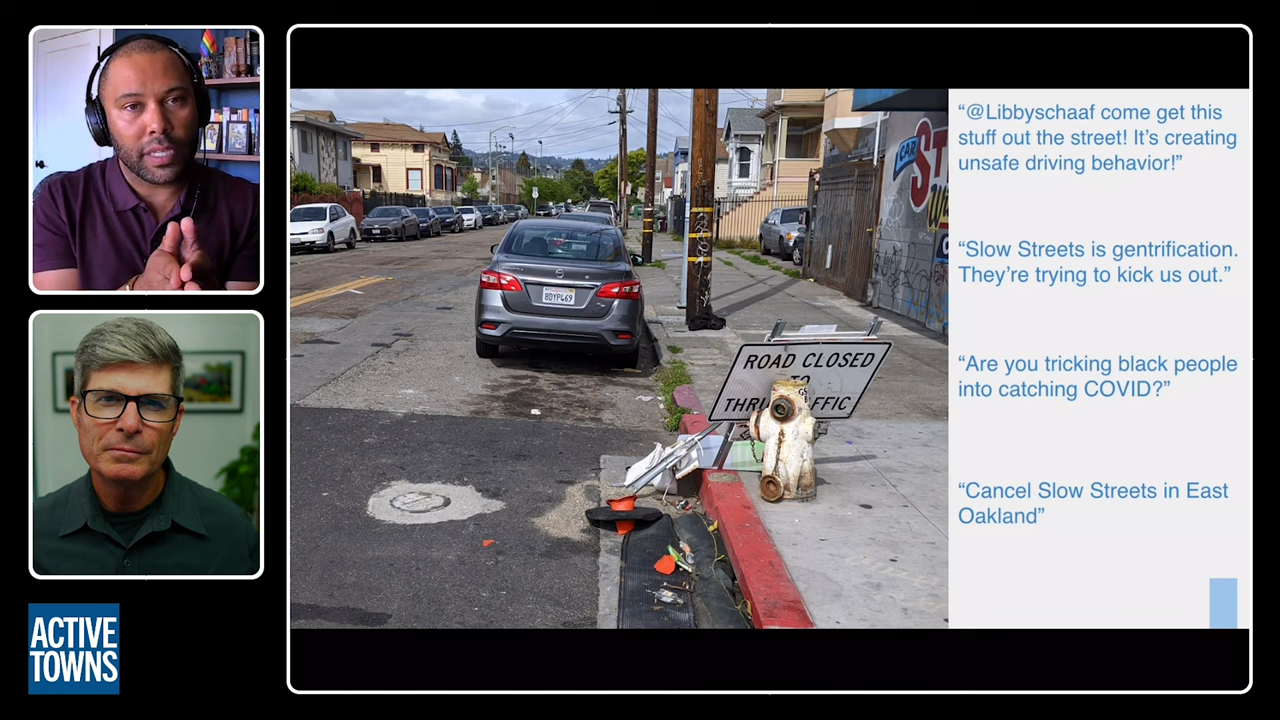 ACTIVE
TOWNS
8DYP469
ROAD CLOSED
TO
CAR
“@Libbyschaaf come get this
stuff out the street! It’s creating
unsafe driving behavior!”
“Slow Streets is gentrification.
They’re trying to kick us out.”
“Are you tricking black people
into catching COVID?”
“Cancel Slow Streets in East
Oakland”